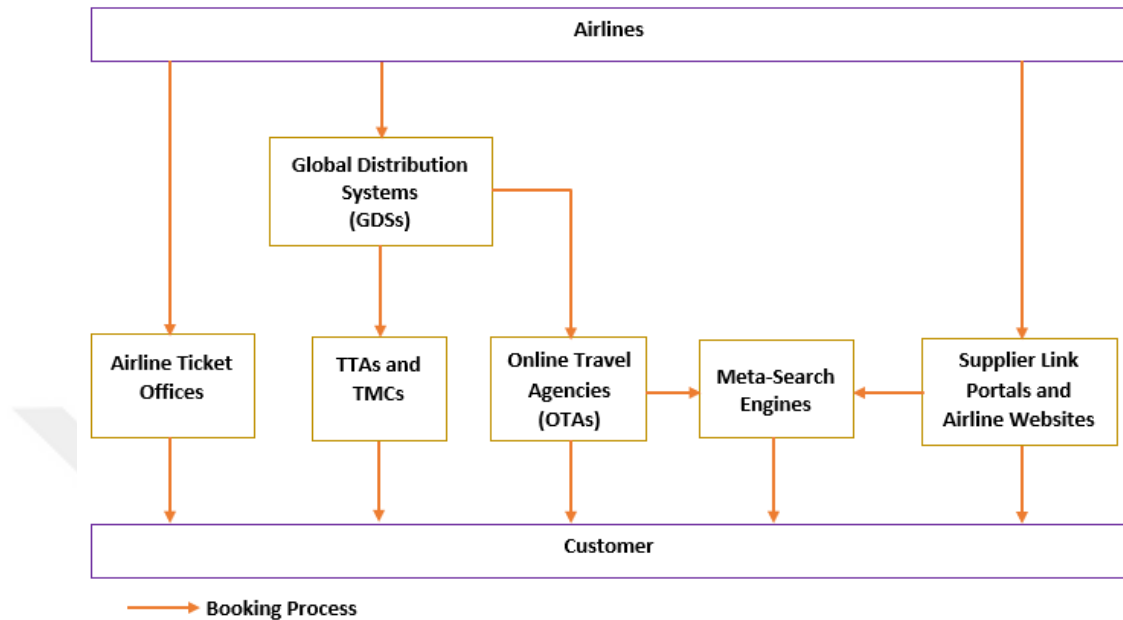 Airlines
Global Distribution
Systems
(GDSs)
Airline Ticket
Offices
TTAs and
TMCs
Online Travel
Agencies
(OTAs)
Meta-Search
Engines
Supplier Link
Portals and
Airline Websites
Customer
Booking Process